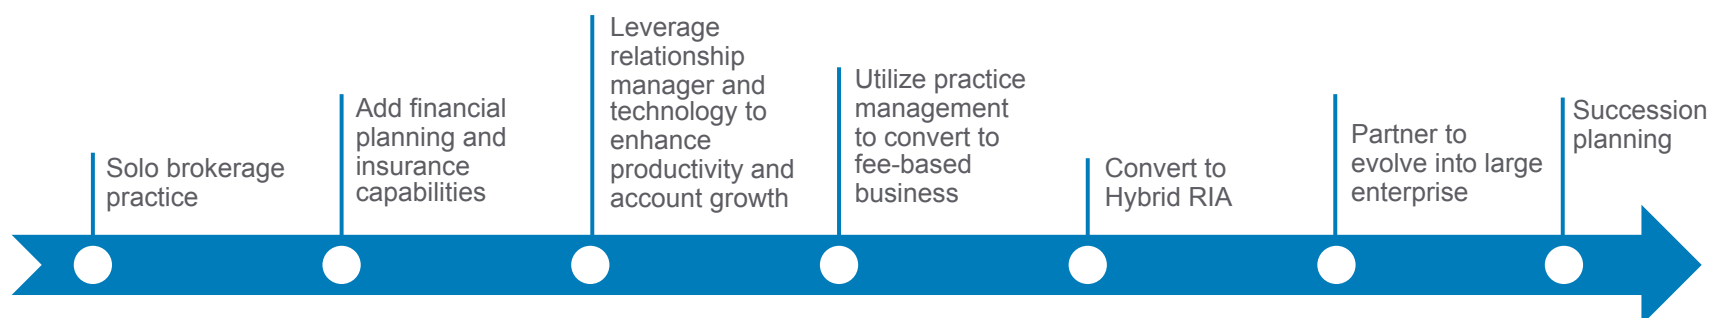 Solo brokerage
practice
Add financial
planning and
insurance
capabilities
Leverage
relationship
manager and
technology to
enhance
productivity and
account growth
Utilize practice
management
to convert to
fee-based
business
Convert to
Hybrid RIA
Partner to
evolve into large
enterprise
Succession
planning